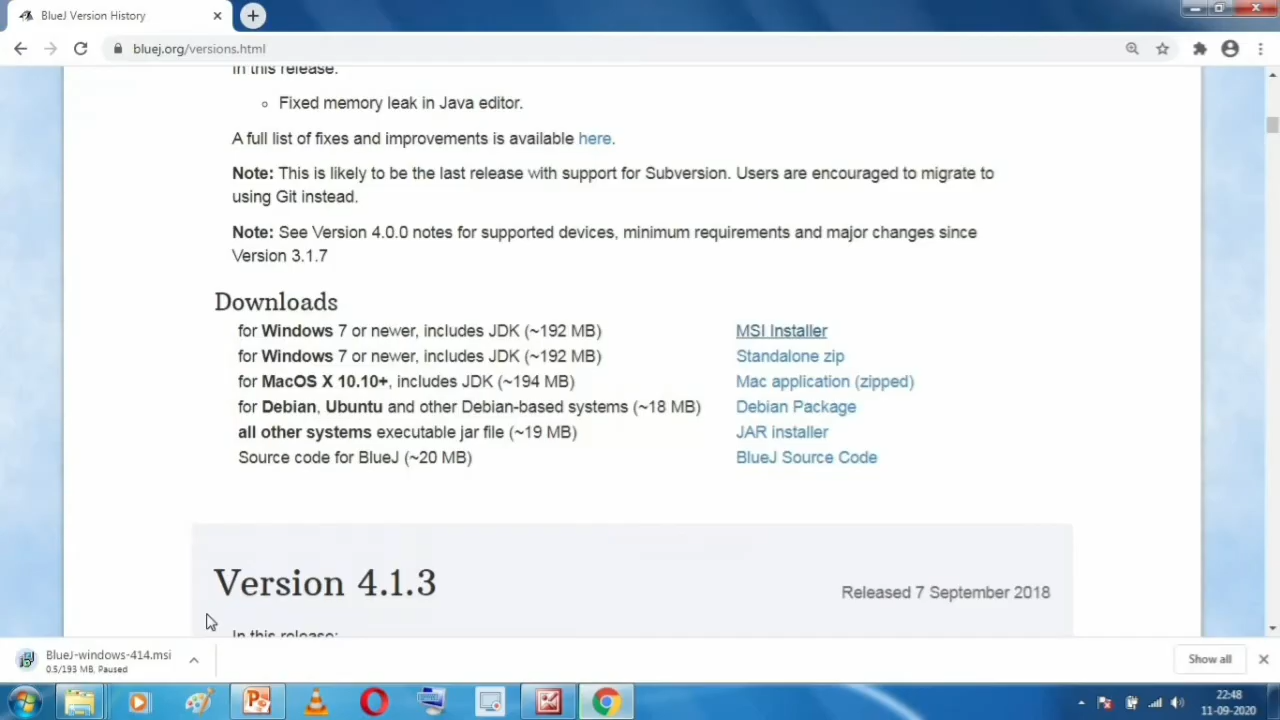 BlueJ Version History
bluej.org/versions.html
In this release:
Fixed memory leak in Java editor.
A full list of fixes and improvements is available here.
Note: This is likely to be the last release with support for Subversion. Users are encouraged to migrate to
using Git instead.
Note: See Version 4.0.0 notes for supported devices, minimum requirements and major changes since
Version 3.1.7
Downloads
for Windows 7 or newer, includes JDK (~192 MB) MSI Installer
for Windows 7 or newer, includes JDK (~192 MB) Standalone zip
for MacOS X 10.10+, includes JDK (~194 MB) Mac application (zipped)
for Debian, Ubuntu and other Debian-based systems (~18 MB) Debian Package
all other systems executable jar file (~19 MB) JAR installer
Source code for BlueJ (~20 MB) BlueJ Source Code
Version 4.1.3
Released 7 September 2018
In this release:
BlueJ-windows-414.msi
0.5/193 MB, Paused
Show all
22:48
11-09-2020